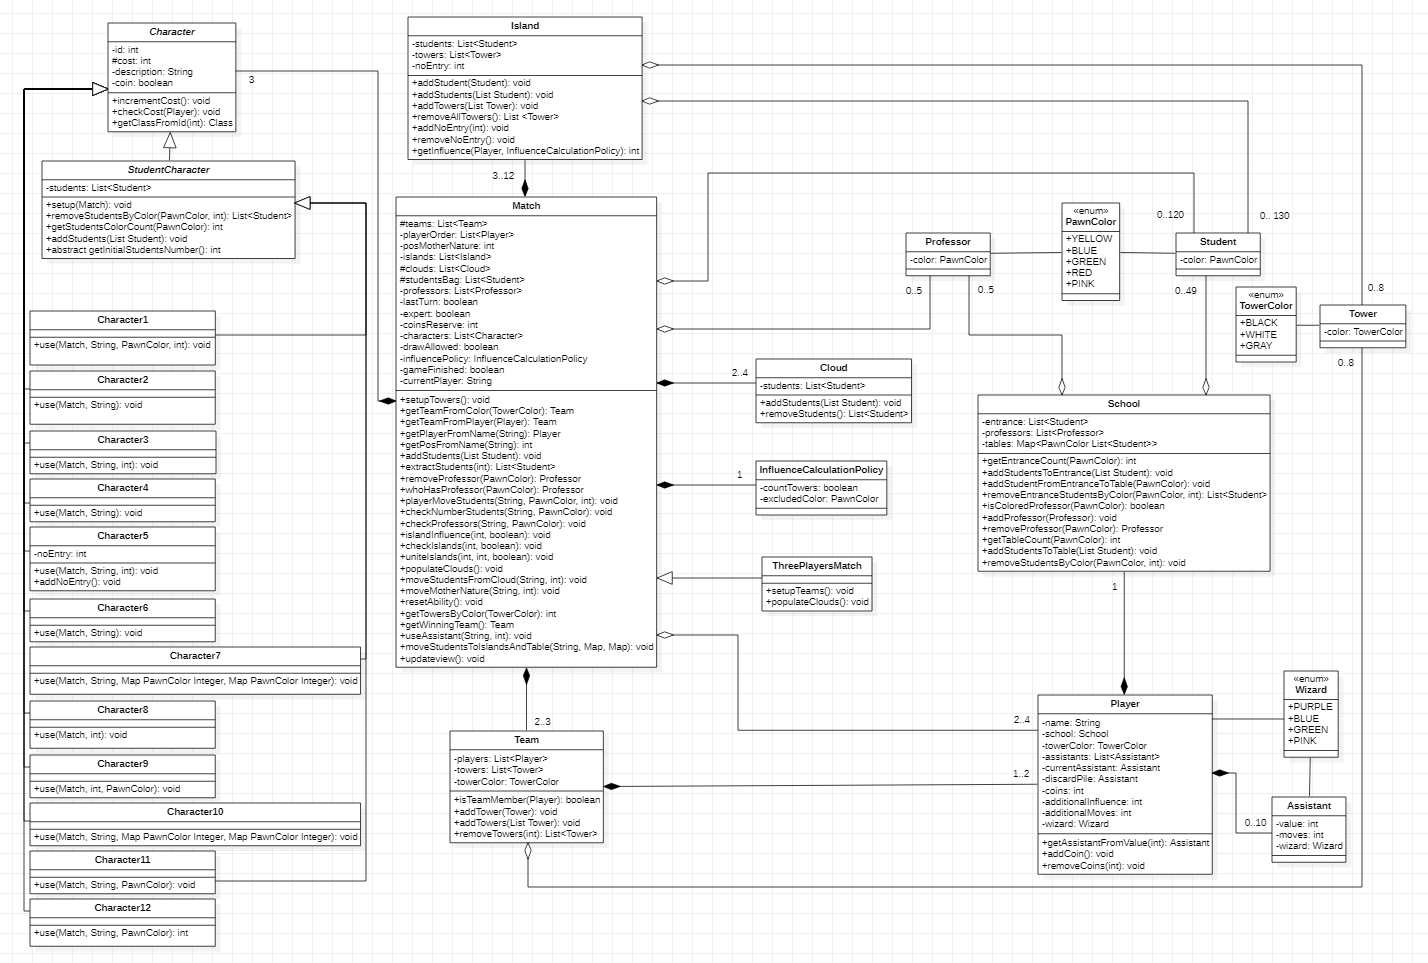 Character
-id: int
#cost: int
-description: String
-coin: boolean
+incrementCost(): void
+checkCost(Player): void
+getClassFromId(int): Class
3
StudentCharacter
-students: List<Student>
+setup(Match): void
+removeStudentsByColor(PawnColor, int): List<Student>
+getStudentsColorCount(PawnColor): int
+addStudents(List Student): void
+abstract getInitialStudentsNumber(): int
Character1
+use(Match, String, PawnColor, int): void
Character2
+use(Match, String): void
Character3
+use(Match, String, int): void
Character4
+use(Match, String): void
Character5
-noEntry: int
+use(Match, String, int): void
+addNoEntry(): void
Character6
+use(Match, String): void
Character7
+use(Match, String, Map PawnColor Integer, Map PawnColor Integer): void
Character8
+use(Match, int): void
Character9
+use(Match, int, PawnColor): void
Character10
+use(Match, String, Map PawnColor Integer, Map PawnColor Integer): void
Character11
+use(Match, String, PawnColor): void
Character12
+use(Match, String, PawnColor): int
Island
-students: List<Student>
-towers: List<Tower>
-noEntry: int
+addStudent(Student): void
+addStudents(List Student): void
+addTowers(List Tower): void
+removeAllTowers(): List <Tower>
+addNoEntry(int): void
+removeNoEntry(): void
+getInfluence(Player, InfluenceCalculationPolicy): int
3..12
Match
#teams: List<Team>
-playerOrder: List<Player>
-posMotherNature: int
-islands: List<Island>
#clouds: List<Cloud>
#studentsBag: List<Student>
-professors: List<Professor>
-lastTurn: boolean
-expert: boolean
-coinsReserve: int
-characters: List<Character>
-drawAllowed: boolean
-influencePolicy: InfluenceCalculationPolicy
-gameFinished: boolean
-currentPlayer: String
+setupTowers(): void
+getTeamFromColor(TowerColor): Team
+getTeamFromPlayer(Player): Team
+getPlayerFromName(String): Player
+getPosFromName(String): int
+addStudents(List Student): void
+extractStudents(int): List<Student>
+removeProfessor(PawnColor): Professor
+whoHasProfessor(PawnColor): Professor
+playerMoveStudents(String, PawnColor, int): void
+checkNumberStudents(String, PawnColor): void
+checkProfessors(String, PawnColor): void
+islandInfluence(int, boolean): void
+checkIslands(int, boolean): void
+uniteIslands(int, int, boolean): void
+populateClouds(): void
+moveStudentsFromCloud(String, int): void
+moveMotherNature(String, int): void
+resetAbility(): void
+getTowersByColor(TowerColor): int
+getWinningTeam(): Team
+useAssistant(String, int): void
+moveStudentsToIslandsAndTable(String, Map, Map): void
+updateview(): void
2..3
Team
-players: List<Player>
-towers: List<Tower>
-towerColor: TowerColor
+isTeamMember(Player): boolean
+addTower(Tower): void
+addTowers(List Tower): void
+removeTowers(int): List<Tower>
2..4
Cloud
-students: List<Student>
+addStudents(List Student): void
+removeStudents(): List<Student>
1
InfluenceCalculationPolicy
-countTowers: boolean
-excludedColor: PawnColor
ThreePlayersMatch
+setupTeams(): void
+populateClouds(): void
Professor
-color: PawnColor
0..5
0..5
«enum»
PawnColor
+YELLOW
+BLUE
+GREEN
+RED
+PINK
0..120
0.. 130
Student
-color: PawnColor
0..49
«enum»
TowerColor
+BLACK
+WHITE
+GRAY
0..8
Tower
-color: TowerColor
0..8
School
-entrance: List<Student>
-professors: List<Professor>
-tables: Map<PawnColor List<Student>>
+getEntranceCount(PawnColor): int
+addStudentsToEntrance(List Student): void
+addStudentFromEntranceToTable(PawnColor): void
+removeEntranceStudentsByColor(PawnColor, int): List<Student>
+isColoredProfessor(PawnColor): boolean
+addProfessor(Professor): void
+removeProfessor(PawnColor): Professor
+getTableCount(PawnColor): int
+addStudentsToTable(List Student): void
+removeStudentsByColor(PawnColor, int): void
1
2..4
1..2
Player
-name: String
-school: School
-towerColor: TowerColor
-assistants: List<Assistant>
-currentAssistant: Assistant
-discardPile: Assistant
-coins: int
-additionalInfluence: int
-additionalMoves: int
-wizard: Wizard
+getAssistantFromValue(int): Assistant
+addCoin(): void
+removeCoins(int): void
«enum»
Wizard
+PURPLE
+BLUE
+GREEN
+PINK
0..10
Assistant
-value: int
-moves: int
-wizard: Wizard